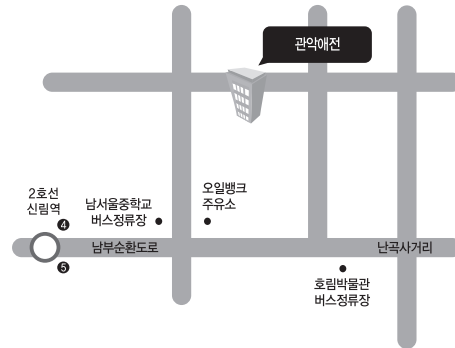 관악애전
2호선
신림역
❹
남서울중학교
버스정류장
오일뱅크
주유소
남부순환도로
난곡사거리
❺
호림박물관
버스정류장